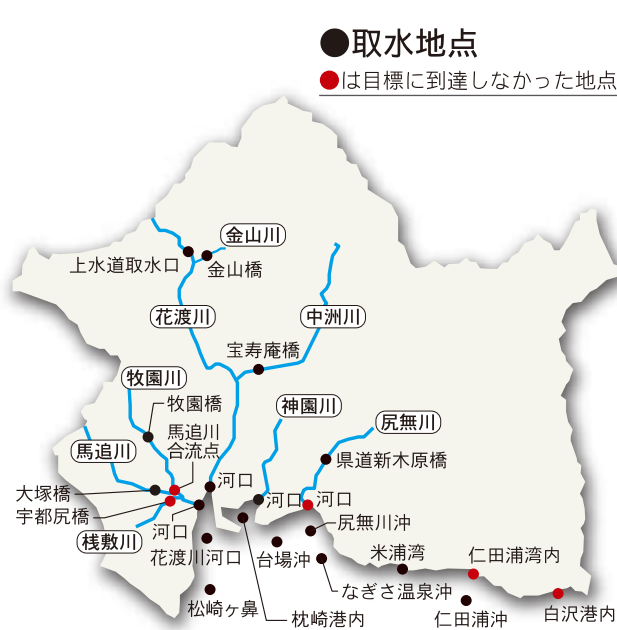 ●取水地点
●は目標に到達しなかった地点
金山川
上水道取水口
金山橋
花渡川
中洲川
宝寿庵橋
牧園川
牧園橋
神園川
尻無川
馬追川
馬追川
合流点
県道新木原橋
大塚橋
河口
河口
河口
宇都尻橋
河口
桟敷川
尻無川沖
花渡川河口
台場沖
米浦湾
仁田浦湾内
なぎさ温泉沖
松崎ヶ鼻
枕崎港内
仁田浦沖
白沢港内